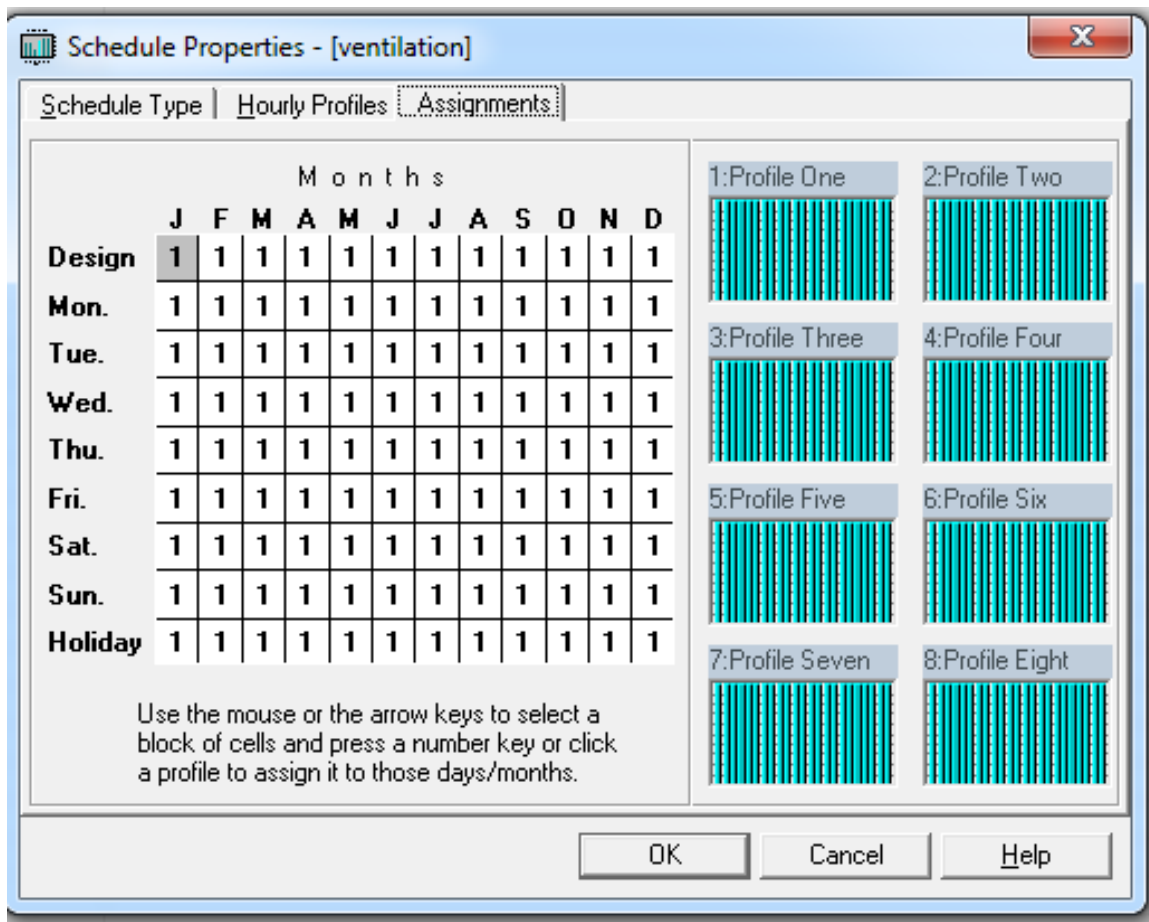 Schedule Properties - [ventilation]
Schedule Type Hourly Profiles Assignments
Months
J F M A M J J A S O N D
Design 1 1 1 1 1 1 1 1 1 1 1 1
Mon. 1 1 1 1 1 1 1 1 1 1 1 1
Tue. 1 1 1 1 1 1 1 1 1 1 1 1
Wed. 1 1 1 1 1 1 1 1 1 1 1 1
Thu. 1 1 1 1 1 1 1 1 1 1 1 1
Fri. 1 1 1 1 1 1 1 1 1 1 1 1
Sat. 1 1 1 1 1 1 1 1 1 1 1 1
Sun. 1 1 1 1 1 1 1 1 1 1 1 1
Holiday 1 1 1 1 1 1 1 1 1 1 1 1
Use the mouse or the arrow keys to select a
block of cells and press a number key or click
a profile to assign it to those days/months.
1:Profile One 2:Profile Two
3:Profile Three 4:Profile Four
5:Profile Five 6:Profile Six
7:Profile Seven 8:Profile Eight
OK Cancel Help